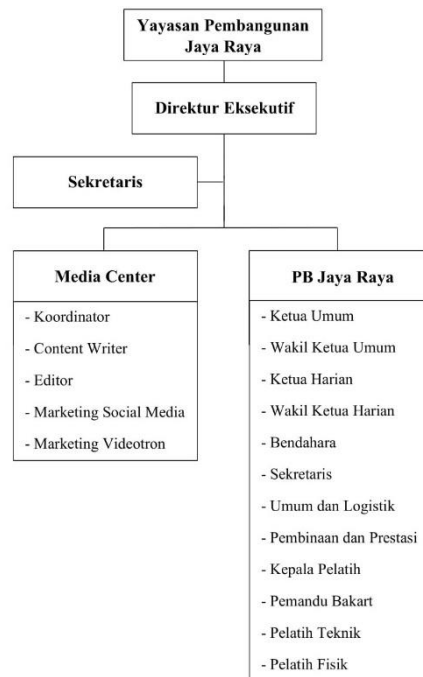 Yayasan Pembangunan
Jaya Raya
Direktur Eksekutif
Sekretaris
Media Center
- Koordinator
- Content Writer
- Editor
- Marketing Social Media
- Marketing Videotron
PB Jaya Raya
- Ketua Umum
- Wakil Ketua Umum
- Ketua Harian
- Wakil Ketua Harian
- Bendahara
- Sekretaris
- Umum dan Logistik
- Pembinaan dan Prestasi
- Kepala Pelatih
- Pemandu Bakart
- Pelatih Teknik
- Pelatih Fisik